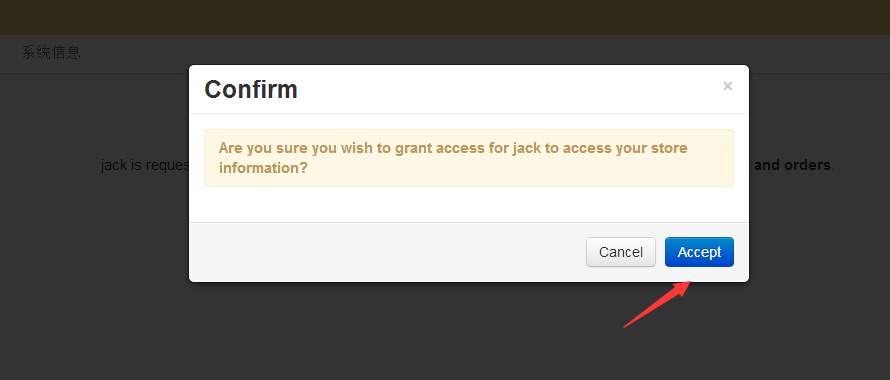 系统信息
Confirm
×
Are you sure you wish to grant access for jack to access your store
information?
jack is reques
and orders.
Cancel
Accept